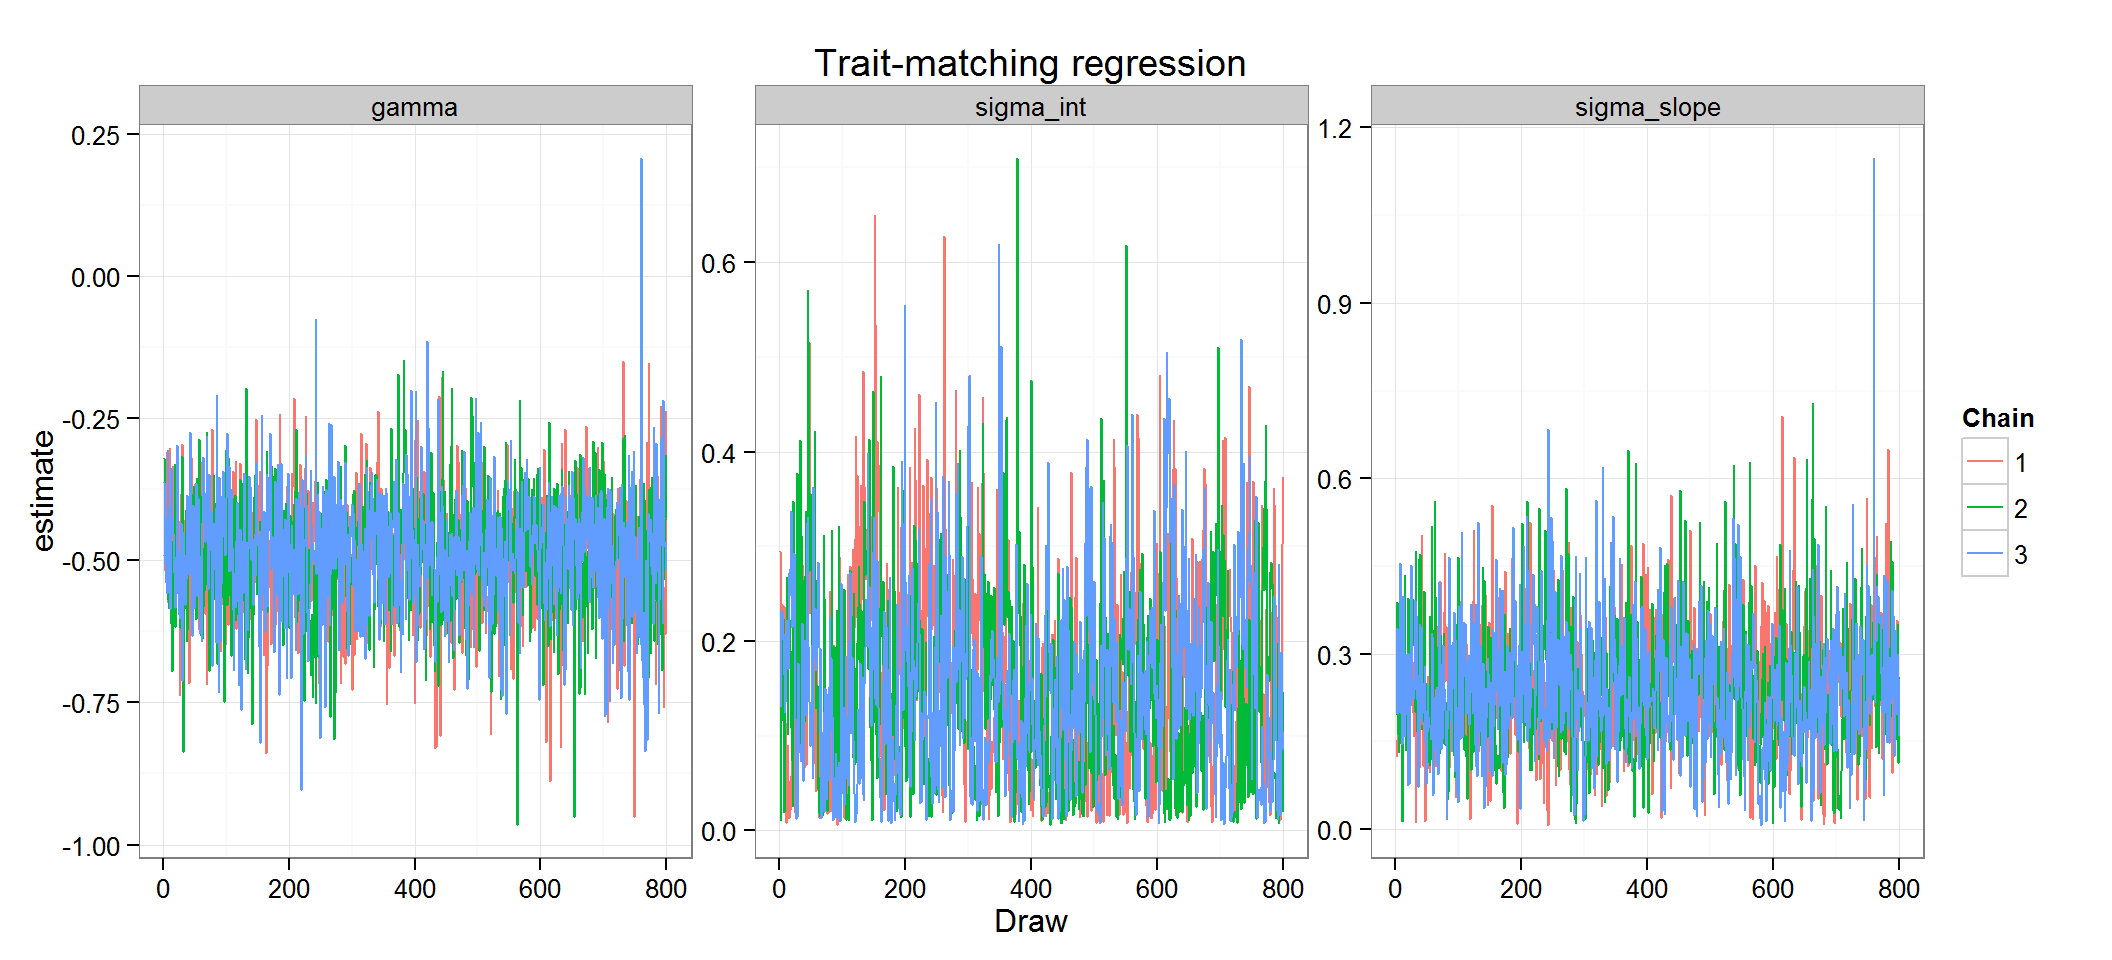 Trait-matching regression
gamma
sigma_int
sigma_slope
estimate
0.25
0.00
-0.25
-0.50
-0.75
-1.00
0.6
0.4
0.2
0.0
1.2
0.9
0.6
0.3
0.0
0 200 400 600 800
0 200 400 600 800
0 200 400 600 800
Draw
Chain
1
2
3